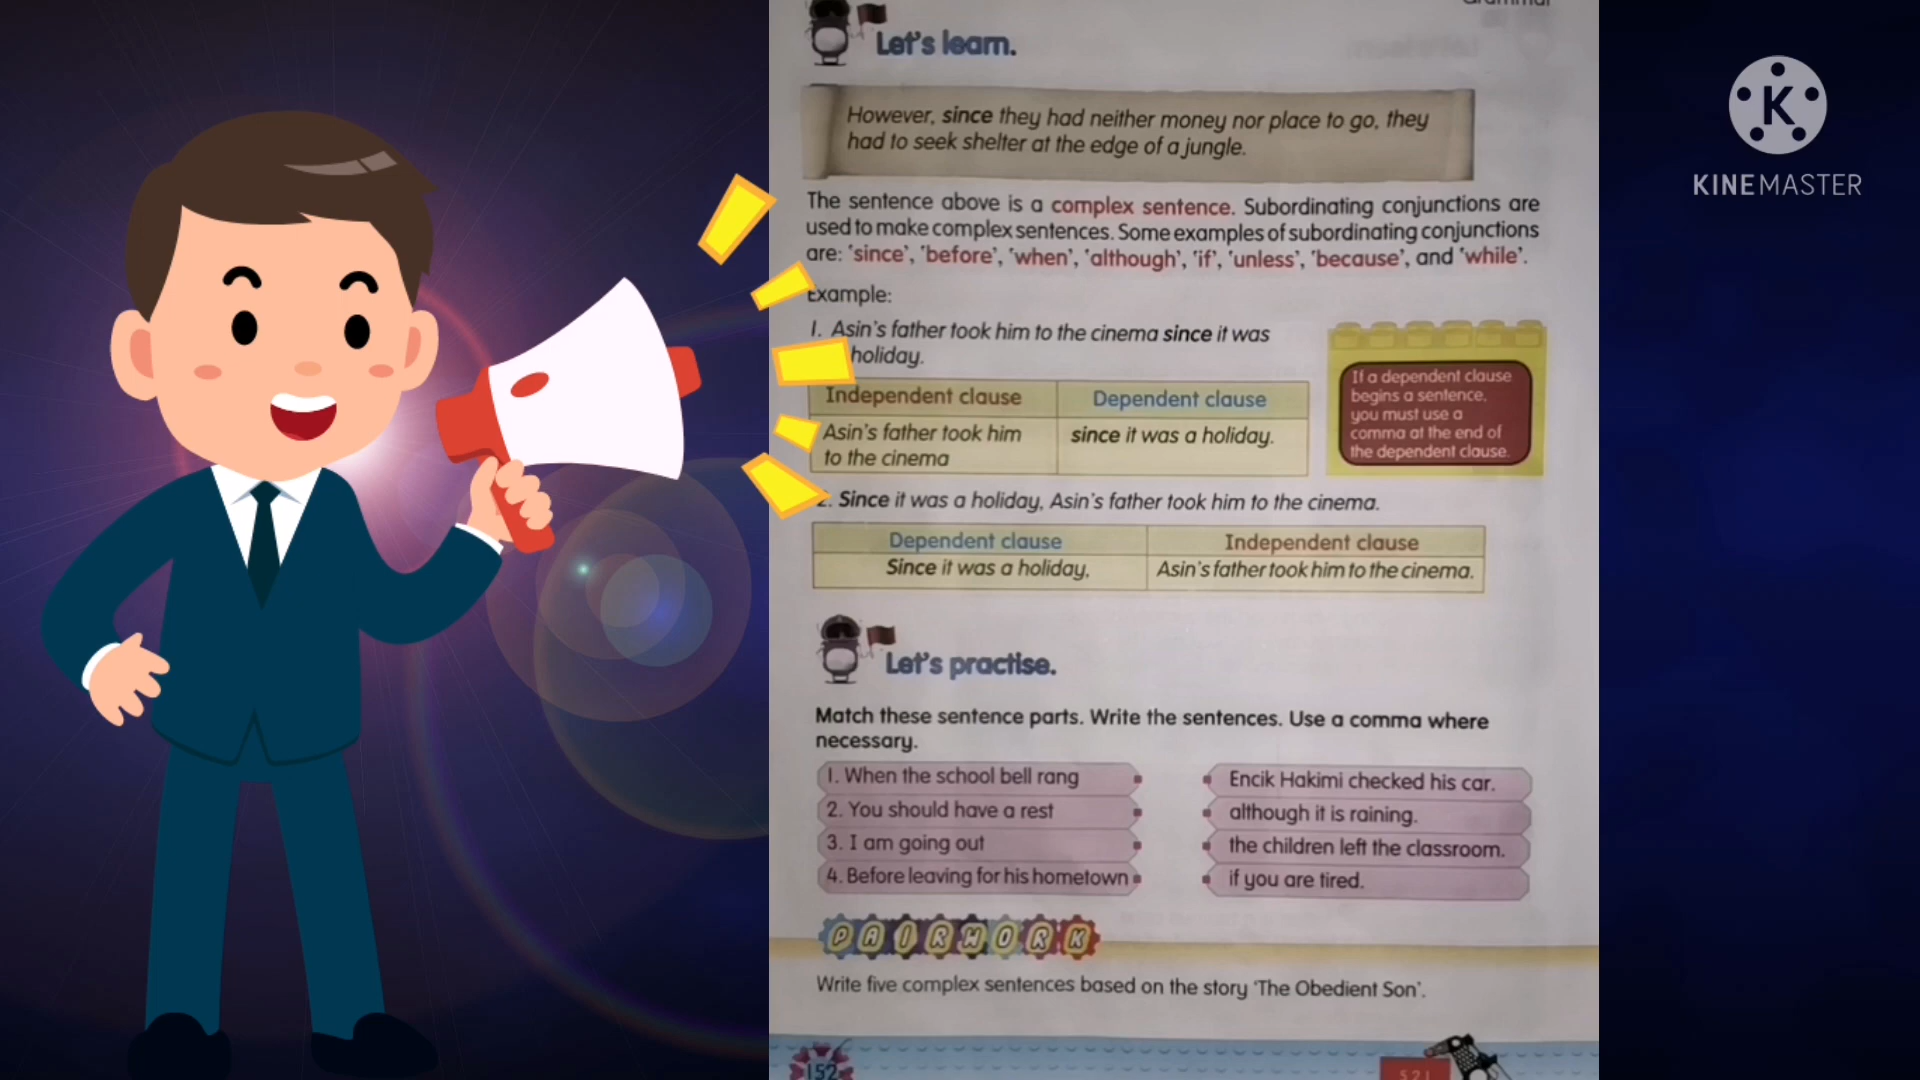 Let's learn.
However, since they had neither money nor place to go, they
had to seek shelter at the edge of a jungle.
The sentence above is a complex sentence. Subordinating conjunctions are
used to make complex sentences. Some examples of subordinating conjunctions
are: 'since', 'before', 'when', 'although', 'if', 'unless', 'because', and 'while'.
Example:
1. Asin's father took him to the cinema since it was
holiday.
Independent clause
Dependent clause
Asin's father took him
to the cinema
since it was a holiday.
If a dependent clause
begins a sentence,
you must use a
comma at the end of
the dependent clause.
2. Since it was a holiday, Asin's father took him to the cinema.
Dependent clause
Independent clause
Since it was a holiday,
Asin's father took him to the cinema.
Let's practise.
Match these sentence parts. Write the sentences. Use a comma where
necessary.
1. When the school bell rang
2. You should have a rest
3. I am going out
4. Before leaving for his hometown
Encik Hakimi checked his car.
although it is raining.
the children left the classroom.
if you are tired.
PAIRWORK
Write five complex sentences based on the story 'The Obedient Son'.
152
5.2.1
K
KINEMASTER